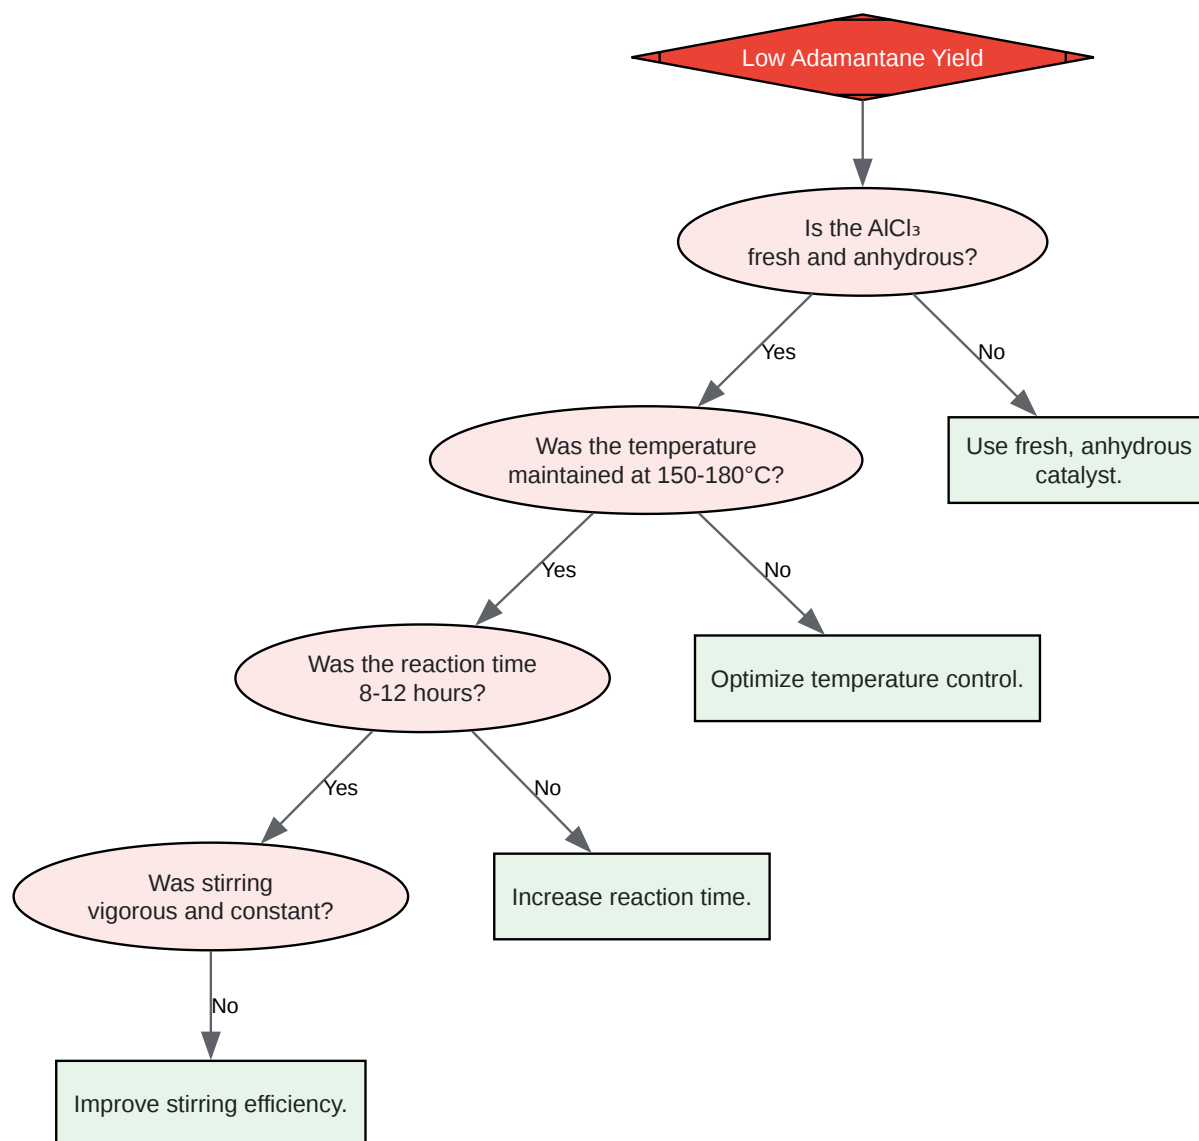 Low Adamantane Yield
Is the AlCl₃
fresh and anhydrous?
Yes
No
Was the temperature
maintained at 150-180°C?
Use fresh, anhydrous
catalyst.
Yes
No
Was the reaction time
8-12 hours?
Optimize temperature control.
Yes
No
Was stirring
vigorous and constant?
Increase reaction time.
No
Improve stirring efficiency.